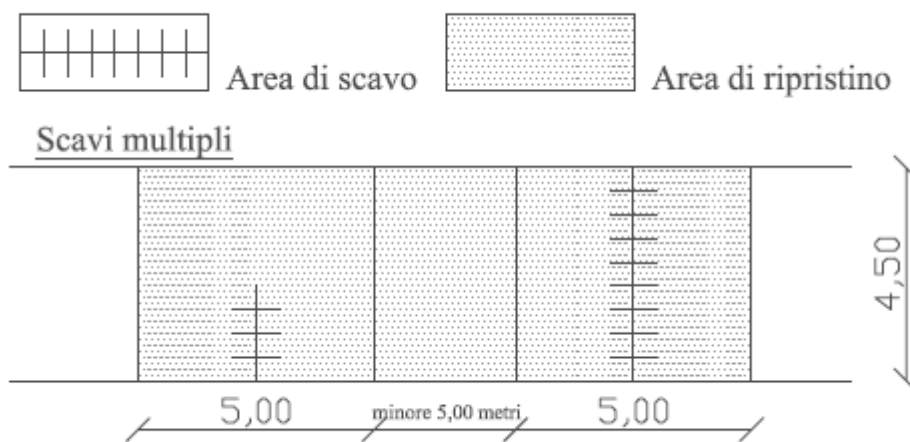 Area di scavo
Area di ripristino
Scavi multipli
4,50
5,00
minore 5,00 metri
5,00